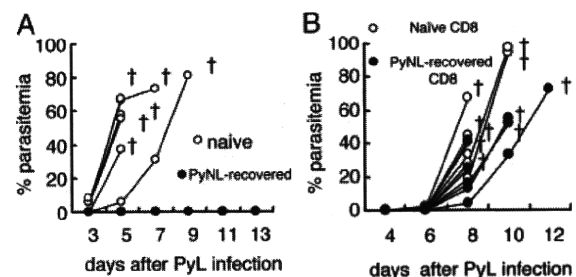 A
% parasitemia
100
80
60
40
20
0
† † †
† †
†
naive
PyNL-recovered
3 5 7 9 11 13
days after PyL infection
B
Naïve CD8
PyNL-recovered
CD8
% parasitemia
100
80
60
40
20
0
†
†
†
†
†
†
†
†
†
4 6 8 10 12
days after PyL infection